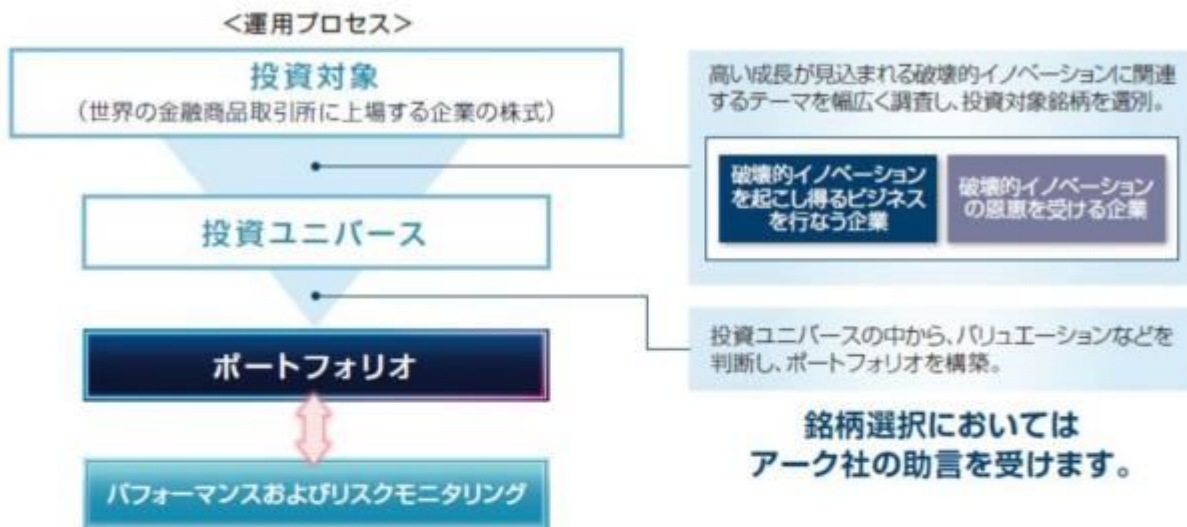 ＜運用プロセス＞
投資対象
（世界の金融商品取引所に上場する企業の株式）
投資ユニバース
ポートフォリオ
パフォーマンスおよびリスクモニタリング
高い成長が見込まれる破壊的イノベーションに関連
するテーマを幅広く調査し、投資対象銘柄を選別。
破壊的イノベーション
を起こし得るビジネス
を行なう企業
破壊的イノベーション
の恩恵を受ける企業
投資ユニバースの中から、バリュエーションなどを
判断し、ポートフォリオを構築。
銘柄選択においては
アーク社の助言を受けます。